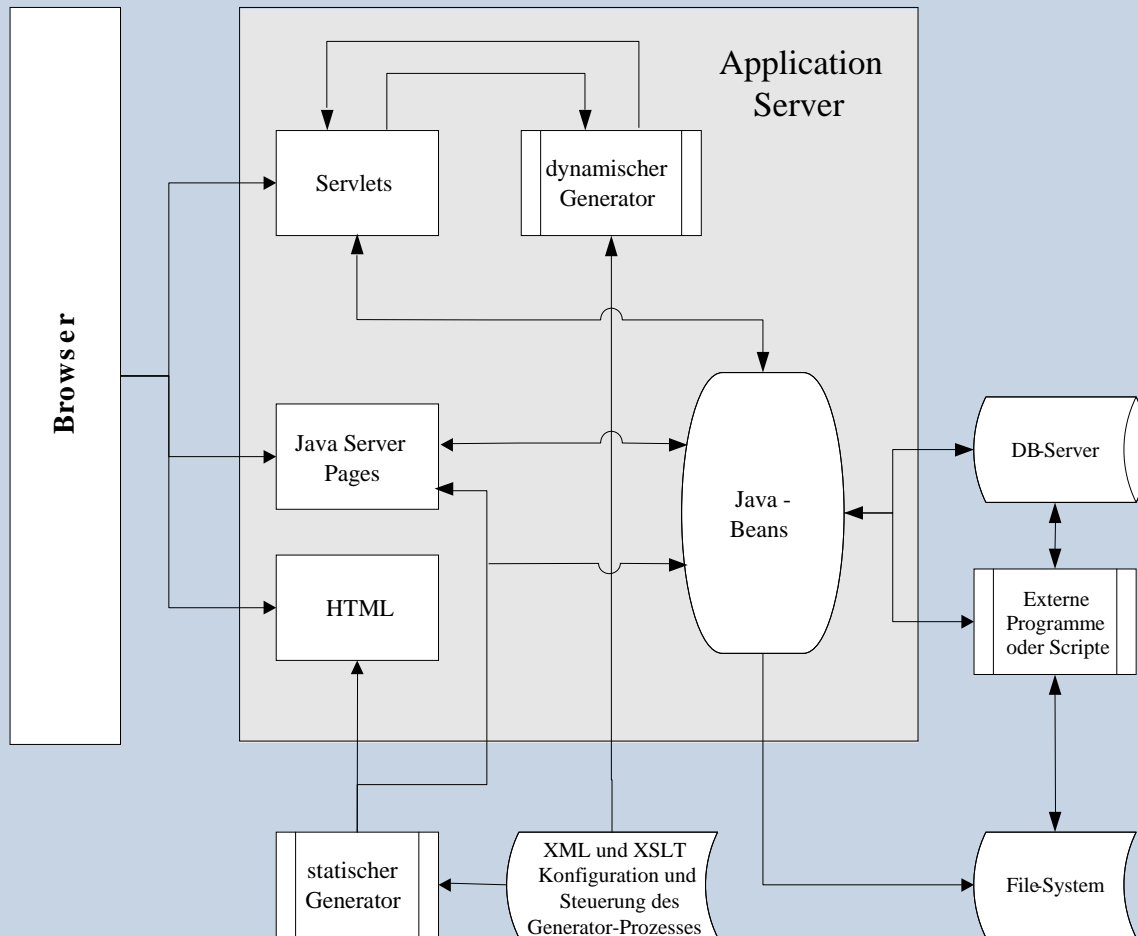 Application
Server
Servlets
dynamischer
Generator
Browser
Java Server
Pages
Java -
Beans
DB-Server
HTML
Externe
Programme
oder Scripte
statischer
Generator
XML und XSLT
Konfiguration und
Steuerung des
Generator-Prozesses
File-System